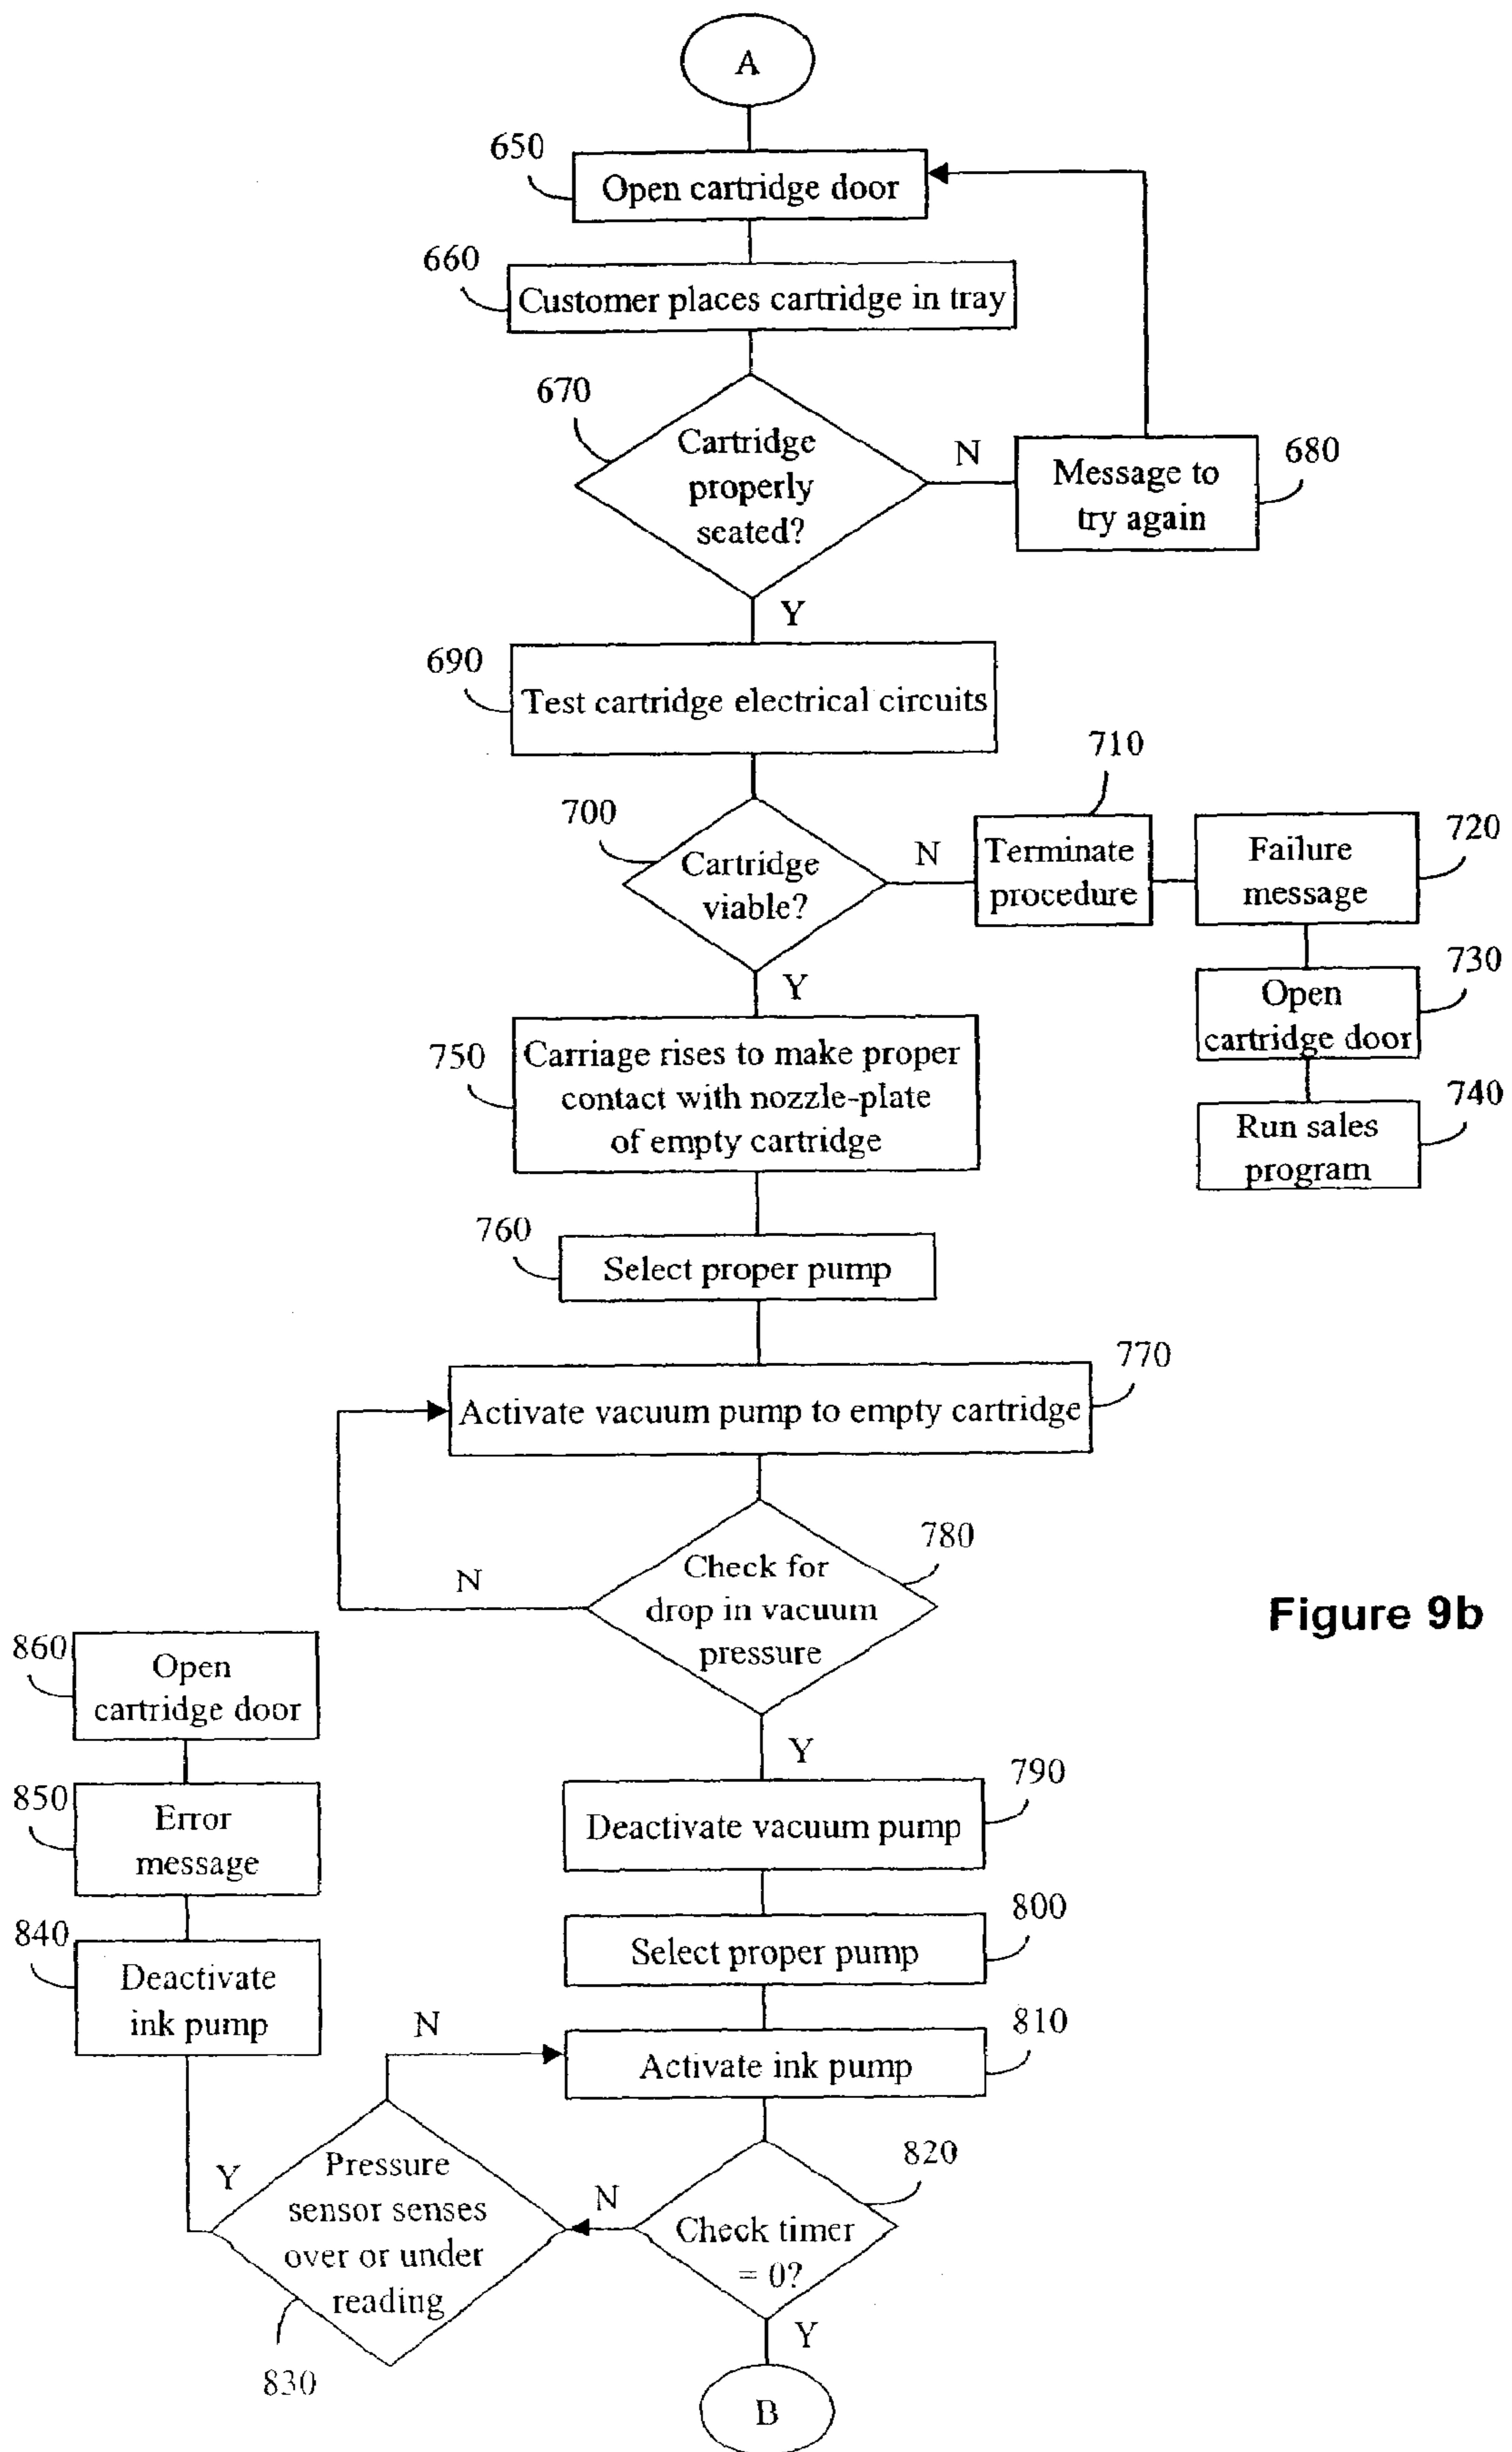 A
650
Open cartridge door
660
Customer places cartridge in tray
670
Cartridge
properly
seated?
N
Message to
try again
680
Y
690
Test cartridge electrical circuits
700
Cartridge
viable?
N
710
Terminate
procedure
Failure
message
720
Open
cartridge door
730
Run sales
program
740
Y
750
Carriage rises to make proper
contact with nozzle-plate
of empty cartridge
760
Select proper pump
770
Activate vacuum pump to empty cartridge
780
Check for
drop in vacuum
pressure
N
Figure 9b
Y
790
Deactivate vacuum pump
800
Select proper pump
810
Activate ink pump
820
Check timer
= 0?
N
Pressure
sensor senses
over or under
reading
830
N
Y
840
Deactivate
ink pump
850
Error
message
860
Open
cartridge door
Y
B